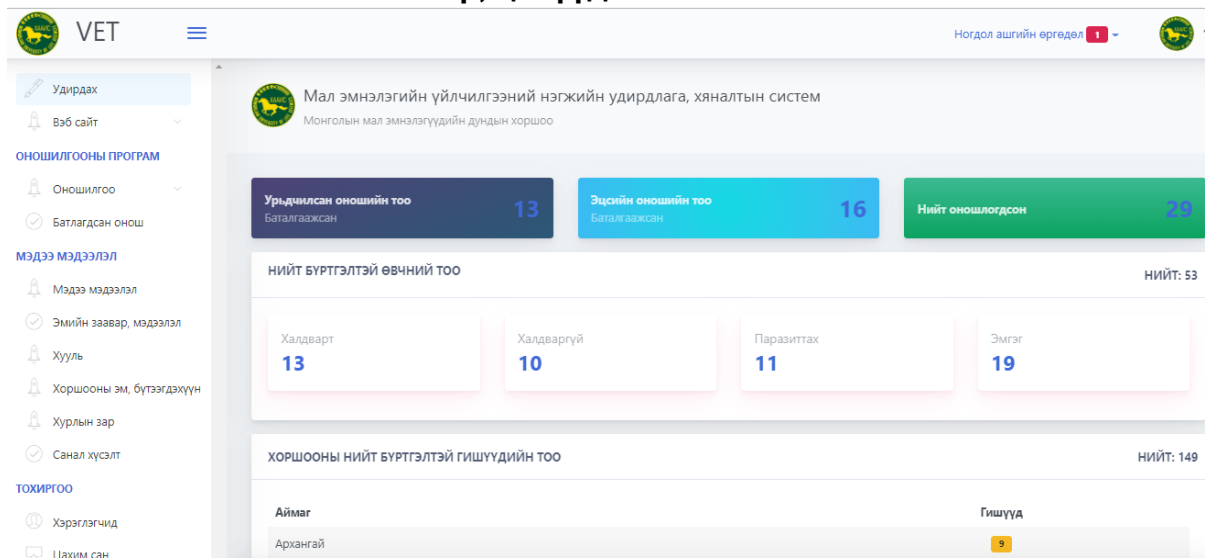 VET
Ногдол ашгийн өргөдөл 1
Удирдах
Вэб сайт
ОНОШИЛГООНЫ ПРОГРАМ
Оношилгоо
Батлагдсан онош
МЭДЭЭ МЭДЭЭЛЭЛ
Мэдээ мэдээлэл
Эмийн заавар, мэдээлэл
Хууль
Хоршооны эм, бүтээгдэхүүн
Хурлын зар
Санал хүсэлт
ТОХИРГОО
Хэрэглэгчид
Цахим сан
Мал эмнэлэгийн үйлчилгээний нэгжийн удирдлага, хяналтын систем
Монголын мал эмнэлэгүүдийн дундын хоршоо
Урьдчилсан оношийн тоо
Баталгаажсан
13
Эцсийн оношийн тоо
Баталгаажсан
16
Нийт оношлогдсон 29
НИЙТ БҮРТГЭЛТЭЙ ӨВЧНИЙ ТОО
НИЙТ: 53
Халдварт
13
Халдваргүй
10
Паразиттах
11
Эмгэг
19
ХОРШООНЫ НИЙТ БҮРТГЭЛТЭЙ ГИШҮҮДИЙН ТОО
НИЙТ: 149
Аймаг Гишүүд
Архангай 9